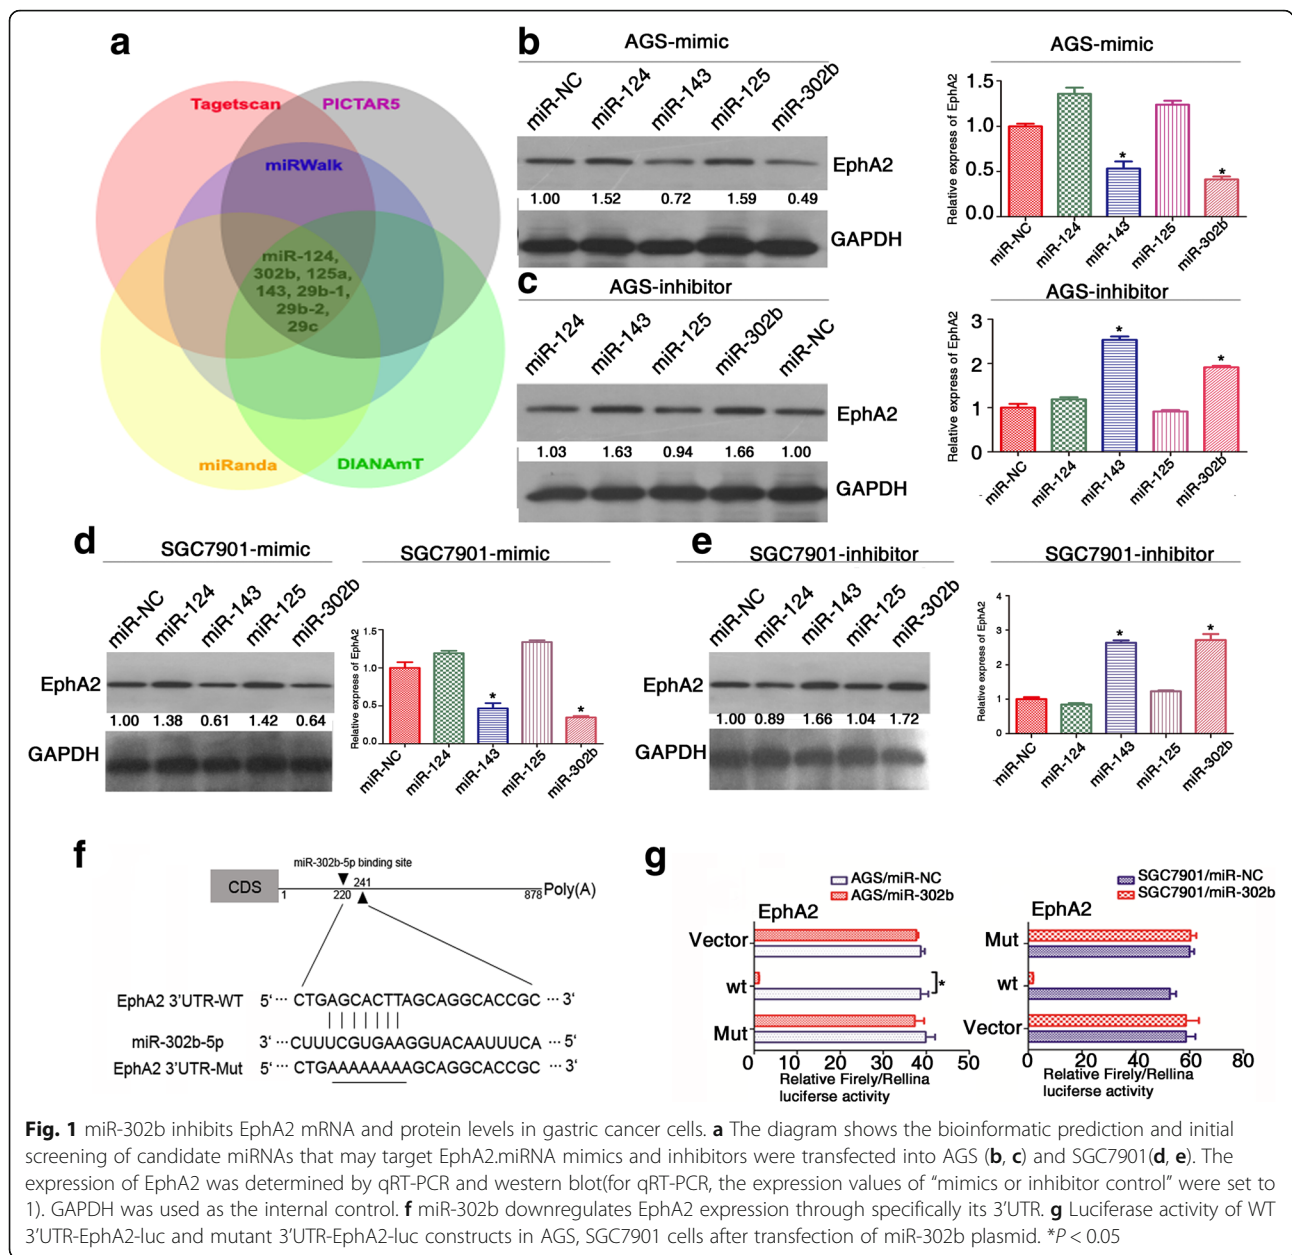 a
Tagetscan
PICTAR5
miRWalk
miR-124,
302b, 125a,
143, 29b-1,
29b-2,
29c
miRanda
DIANAmT
b
AGS-mimic
miR-NC miR-124 miR-143 miR-125 miR-302b
EphA2
1.00 1.52 0.72 1.59 0.49
GAPDH
AGS-mimic
Relative express of EphA2
1.5
1.0
0.5
0.0
* *
miR-NC miR-124 miR-143 miR-125 miR-302b
c
AGS-inhibitor
miR-124 miR-143 miR-125 miR-302b miR-NC
EphA2
1.03 1.63 0.94 1.66 1.00
GAPDH
AGS-inhibitor
Relative express of EphA2
3
2
1
0
* *
miR-NC miR-124 miR-143 miR-125 miR-302b
d
SGC7901-mimic
miR-NC miR-124 miR-143 miR-125 miR-302b
EphA2
1.00 1.38 0.61 1.42 0.64
GAPDH
SGC7901-mimic
Relative express of EphA2
1.5
1.0
0.5
0.0
* *
miR-NC miR-124 miR-143 miR-125 miR-302b
e
SGC7901-inhibitor
miR-NC miR-124 miR-143 miR-125 miR-302b
EphA2
1.00 0.89 1.66 1.04 1.72
GAPDH
SGC7901-inhibitor
Relative express of EphA2
4
3
2
1
0
* *
miR-NC miR-124 miR-143 miR-125 miR-302b
f
miR-302b-5p binding site
CDS 1 220 241 878 Poly(A)
EphA2 3'UTR-WT 5' ··· CTGAGCACTTAGCAGGCACCGC ··· 3'
miR-302b-5p 3' ··· CUUUCGUGAAGGUACAAUUUCA ··· 5'
EphA2 3'UTR-Mut 5' ··· CTGAAAAAAAAGCAGGCACCGC ··· 3'
g
AGS/miR-NC
AGS/miR-302b
EphA2
Vector
wt
*
Mut
0 10 20 30 40 50
Relative Firely/Rellina
luciferse activity
SGC7901/miR-NC
SGC7901/miR-302b
EphA2
Mut
wt
Vector
0 20 40 60 80
Relative Firely/Rellina
luciferse activity
Fig. 1 miR-302b inhibits EphA2 mRNA and protein levels in gastric cancer cells. a The diagram shows the bioinformatic prediction and initial
screening of candidate miRNAs that may target EphA2.miRNA mimics and inhibitors were transfected into AGS (b, c) and SGC7901(d, e). The
expression of EphA2 was determined by qRT-PCR and western blot(for qRT-PCR, the expression values of “mimics or inhibitor control” were set to
1). GAPDH was used as the internal control. f miR-302b downregulates EphA2 expression through specifically its 3’UTR. g Luciferase activity of WT
3’UTR-EphA2-luc and mutant 3’UTR-EphA2-luc constructs in AGS, SGC7901 cells after transfection of miR-302b plasmid. *P < 0.05